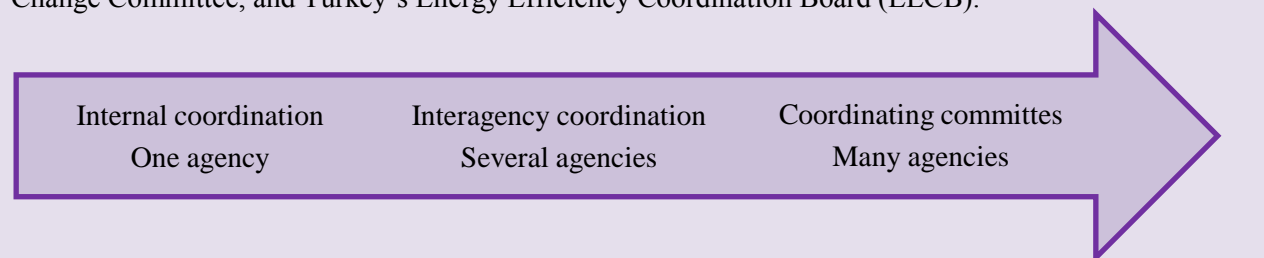 Change Committee, and Turkey's Energy Efficiency Coordination Board (EECB).
Internal coordination Interagency coordination Coordinating committes
One agency Several agencies Many agencies